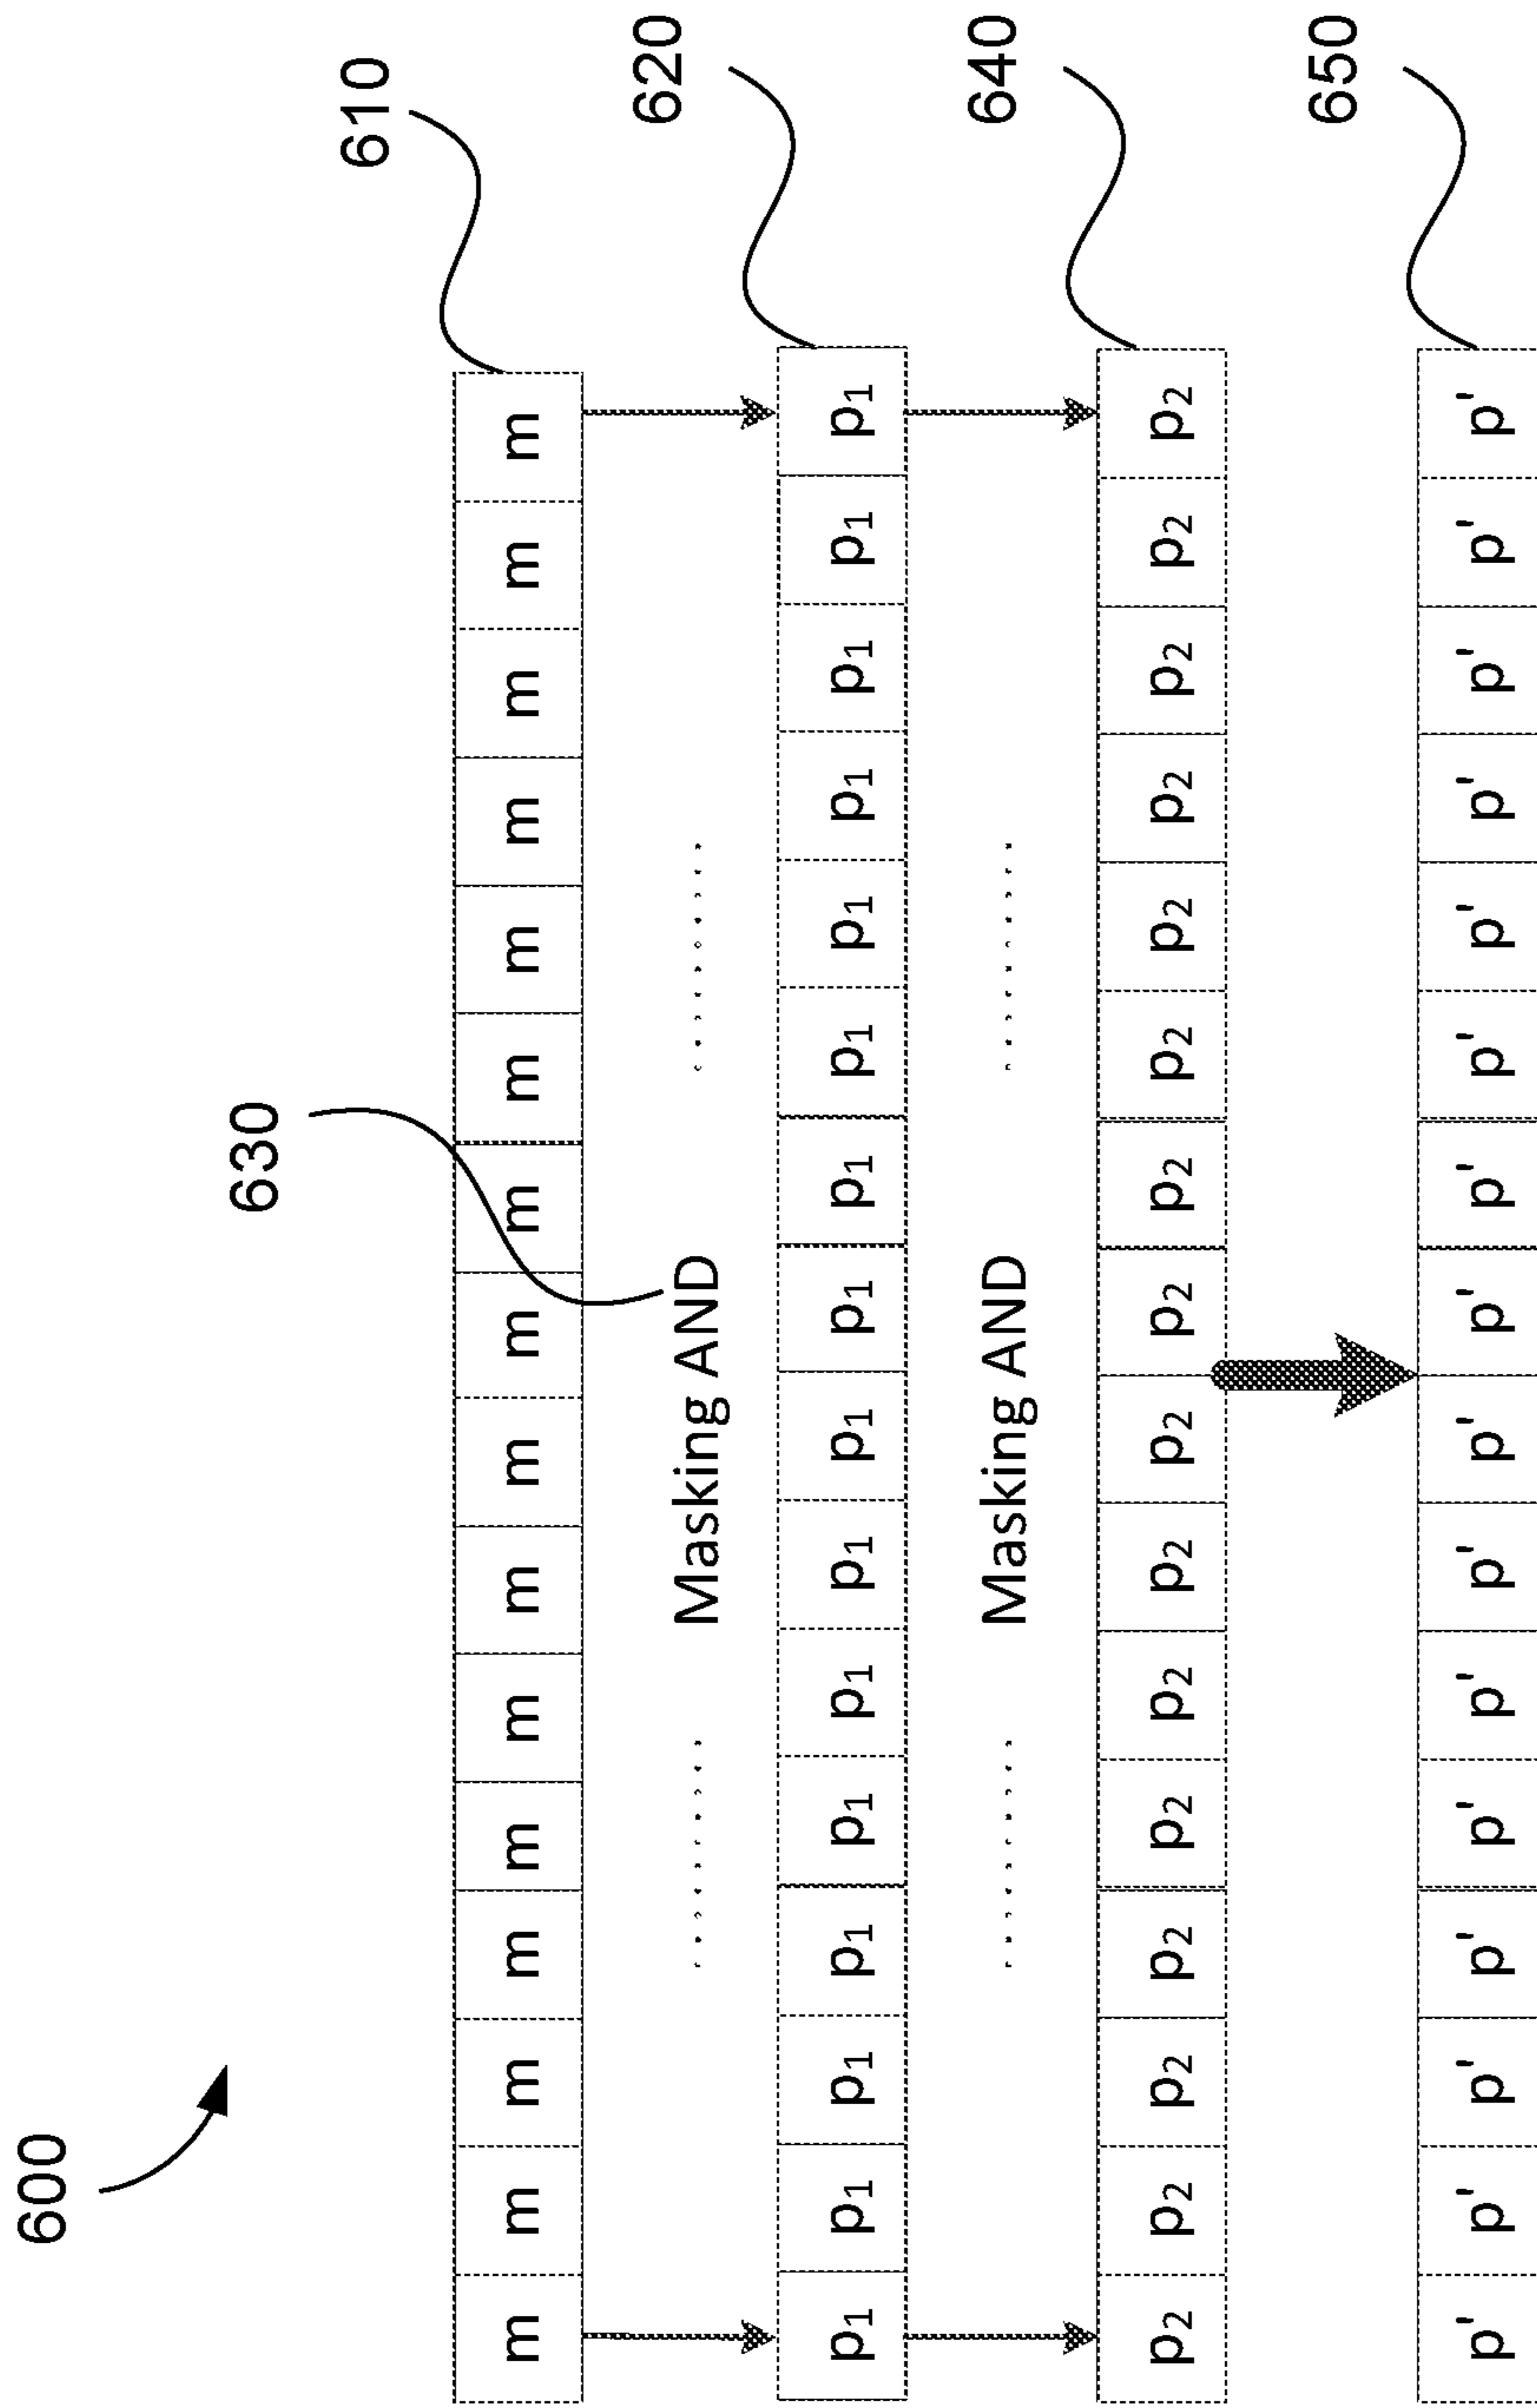 600
630
610
m m m m m m m m m m m m m m m m
620
Masking AND
p₁ p₁ p₁ p₁ p₁ p₁ p₁ p₁ p₁ p₁ p₁ p₁ p₁ p₁ p₁ p₁
640
Masking AND
p₂ p₂ p₂ p₂ p₂ p₂ p₂ p₂ p₂ p₂ p₂ p₂ p₂ p₂ p₂ p₂
650
p' p' p' p' p' p' p' p' p' p' p' p' p' p' p' p'